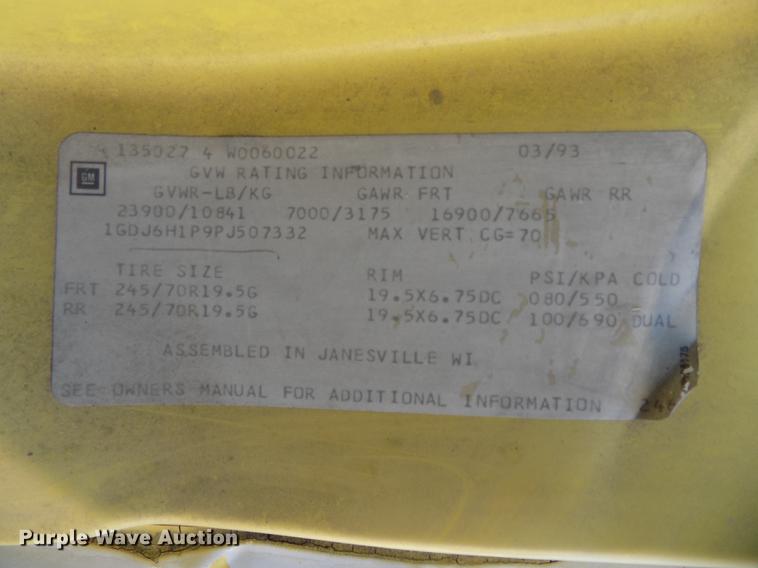 135027 4 W0060022 03/93
GM
GVW RATING INFORMATION
GVWR-LB/KG GAWR FRT GAWR RR
23900/10841 7000/3175 16900/7665
1GDJ6H1P9PJ507332 MAX VERT CG=70
TIRE SIZE RIM PSI/KPA COLD
FRT 245/70R19.5G 19.5X6.75DC 080/550
RR 245/70R19.5G 19.5X6.75DC 100/690 DUAL
ASSEMBLED IN JANESVILLE WI
SEE OWNERS MANUAL FOR ADDITIONAL INFORMATION
Purple Wave Auction